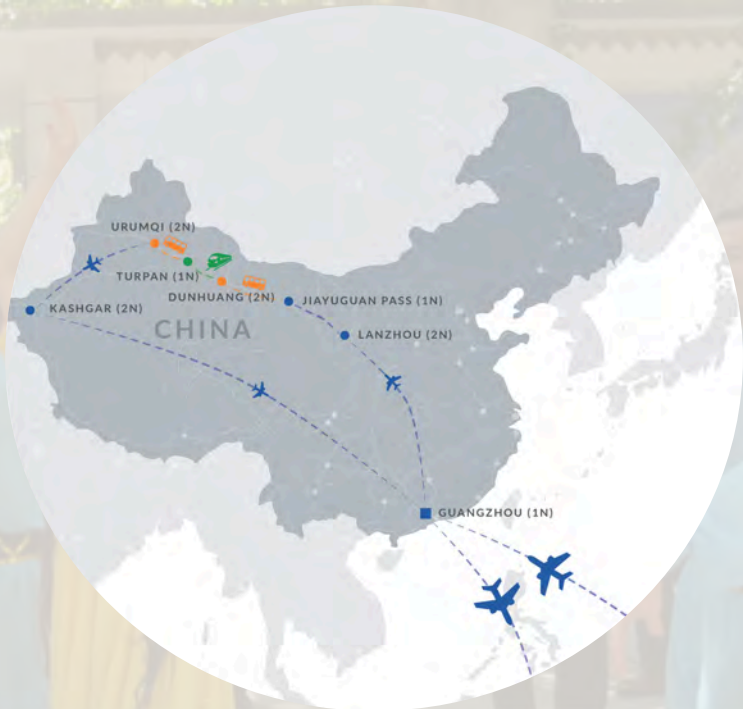 URUMQI (2N)
TURPAN (1N)
DUNHUANG (2N)
JIAYUGUAN PASS (1N)
KASHGAR (2N)
CHINA
LANZHOU (2N)
GUANGZHOU (1N)